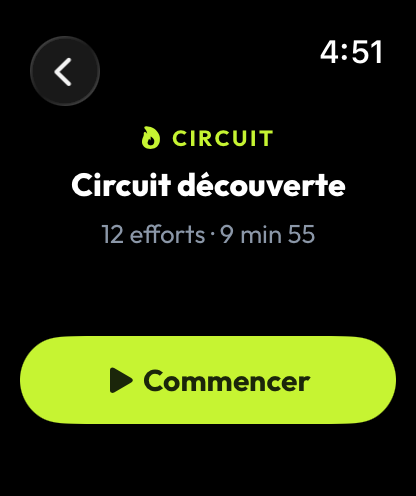 4:51
CIRCUIT
Circuit découverte
12 efforts · 9 min 55
Commencer